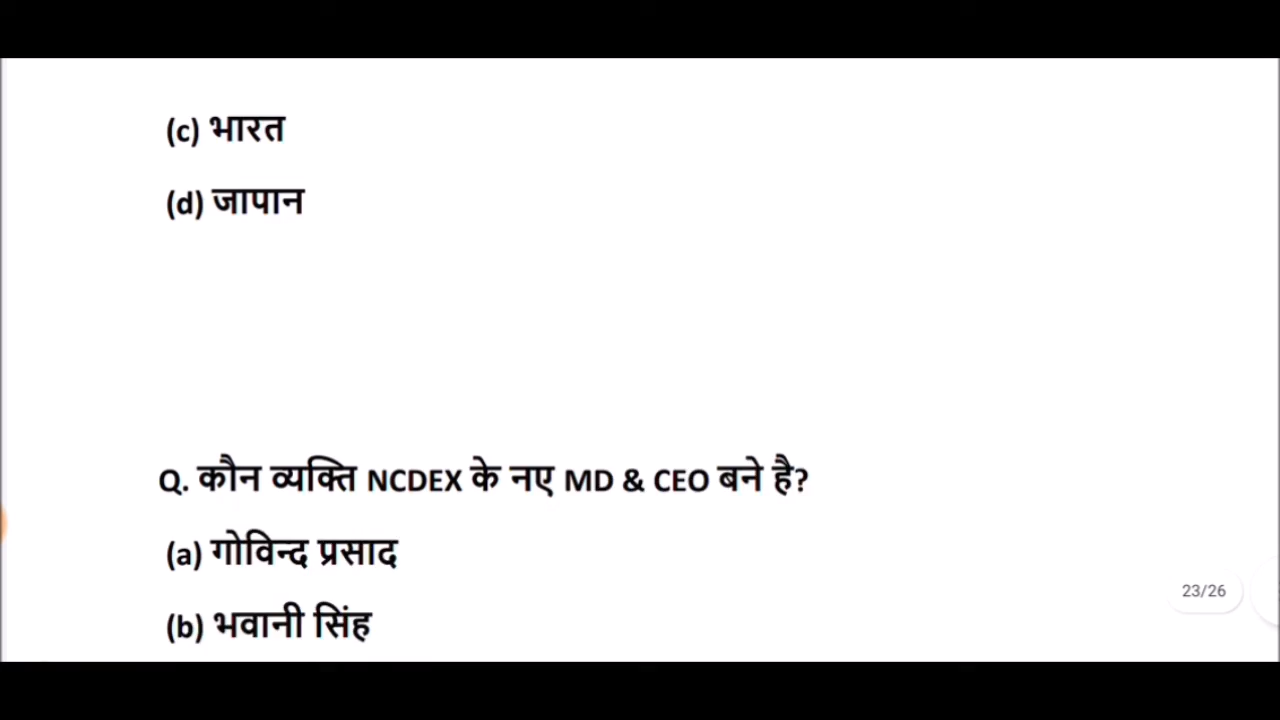 (c) भारत
(d) जापान
Q. कौन व्यक्ति NCDEX के नए MD & CEO बने है?
(a) गोविन्द प्रसाद
23/26
(b) भवानी सिंह